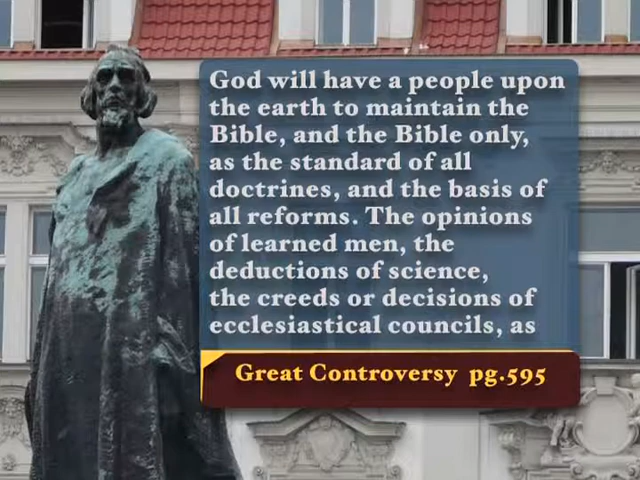 God will have a people upon
the earth to maintain the
Bible, and the Bible only,
as the standard of all
doctrines, and the basis of
all reforms. The opinions
of learned men, the
deductions of science,
the creeds or decisions of
ecclesiastical councils, as
Great Controversy pg.595